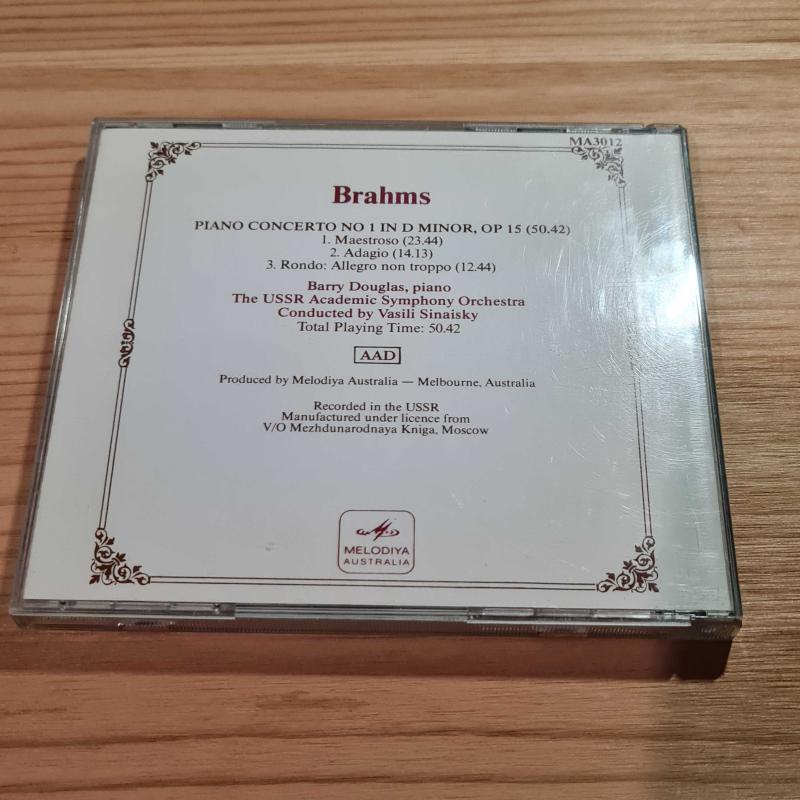 MA3012
Brahms
PIANO CONCERTO NO 1 IN D MINOR, OP 15 (50.42)
1. Maestroso (23.44)
2. Adagio (14.13)
3. Rondo: Allegro non troppo (12.44)
Barry Douglas, piano
The USSR Academic Symphony Orchestra
Conducted by Vasili Sinaisky
Total Playing Time: 50.42
AAD
Produced by Melodiya Australia — Melbourne, Australia
Recorded in the USSR
Manufactured under licence from
V/O Mezhdunarodnaya Kniga, Moscow
MELODIYA
AUSTRALIA